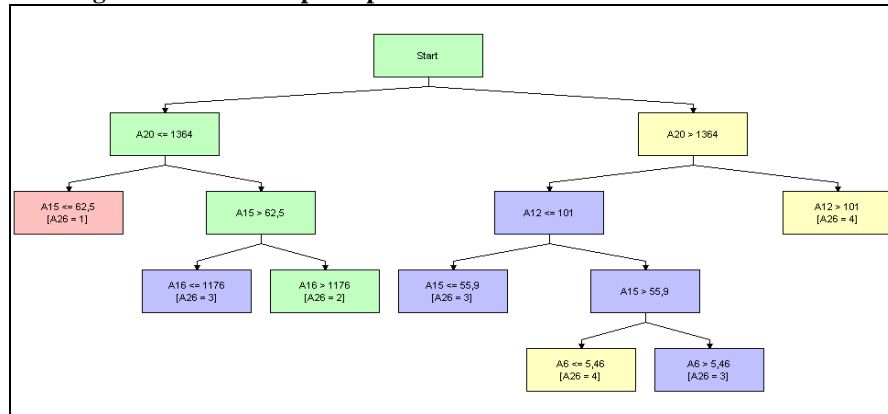 Start
A20 <= 1364
A20 > 1364
A15 <= 62,5
[A26 = 1]
A15 > 62,5
A12 <= 101
A12 > 101
[A26 = 4]
A16 <= 1176
[A26 = 3]
A16 > 1176
[A26 = 2]
A15 <= 55,9
[A26 = 3]
A15 > 55,9
A6 <= 5,46
[A26 = 4]
A6 > 5,46
[A26 = 3]